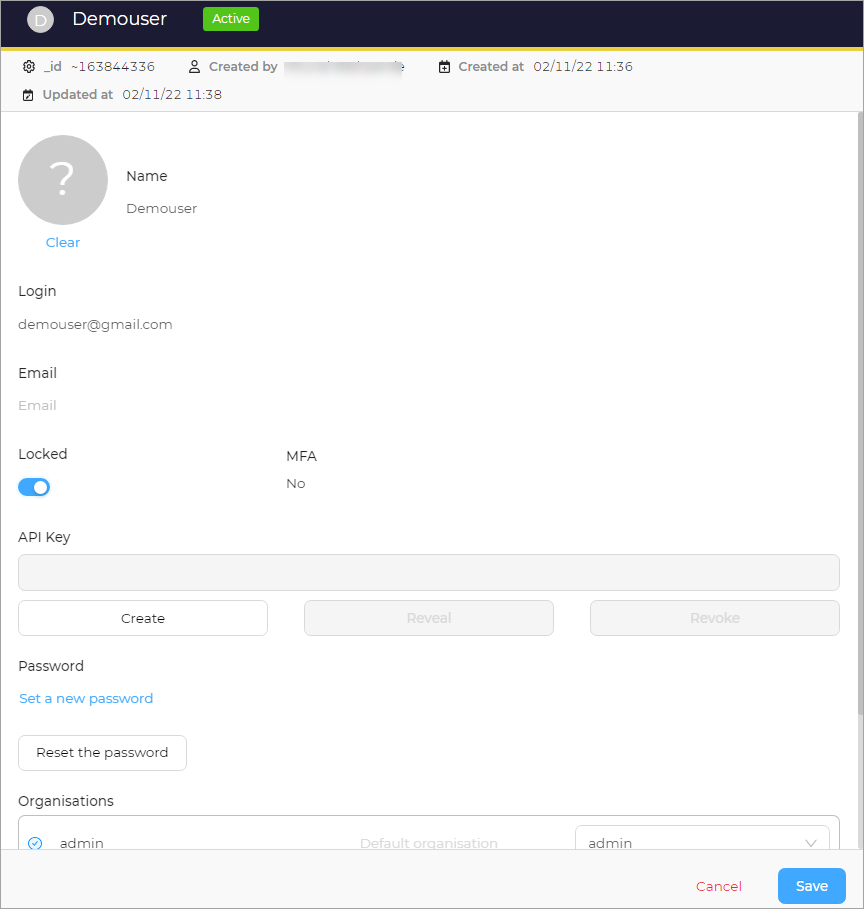 D Demouser Active
_id ~163844336 Created by Created at 02/11/22 11:36
Updated at 02/11/22 11:38
?
Name
Demouser
Clear
Login
demouser@gmail.com
Email
Email
Locked MFA
No
API Key
Create Reveal Revoke
Password
Set a new password
Reset the password
Organisations
admin Default organisation admin
Cancel Save